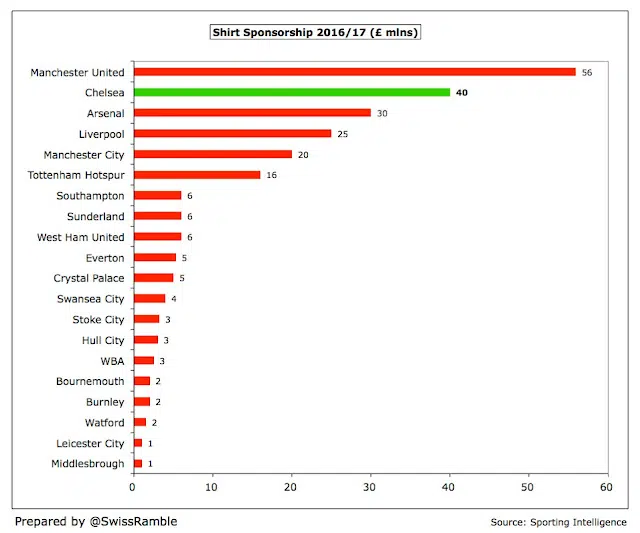 Shirt Sponsorship 2016/17 (£ mlns)
Manchester United 56
Chelsea 40
Arsenal 30
Liverpool 25
Manchester City 20
Tottenham Hotspur 16
Southampton 6
Sunderland 6
West Ham United 6
Everton 5
Crystal Palace 5
Swansea City 4
Stoke City 3
Hull City 3
WBA 3
Bournemouth 2
Burnley 2
Watford 2
Leicester City 1
Middlesbrough 1
0 10 20 30 40 50 60
Prepared by @SwissRamble Source: Sporting Intelligence